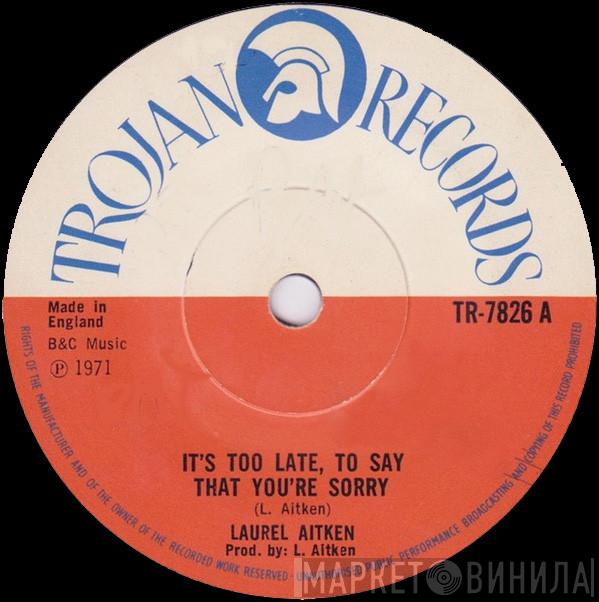 TROJAN RECORDS
Made in
England
B&C Music
Ⓟ 1971
TR-7826 A
IT'S TOO LATE, TO SAY
THAT YOU'RE SORRY
(L. Aitken)
LAUREL AITKEN
Prod. by: L. Aitken
RIGHTS OF THE MANUFACTURER AND OF THE OWNER OF THE RECORDED WORK RESERVED · UNAUTHORISED PUBLIC PERFORMANCE BROADCASTING AND COPYING OF THIS RECORD PROHIBITED
МАРКЕТ ВИНИЛА